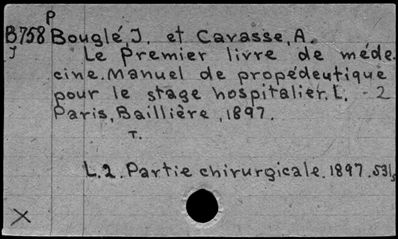 P
B758 Bouglé, J. et Cavasse, A.
J Le Premier livre de méde-
cine. Manuel de propédeutique
pour le stage hospitalier. L. - 2
Paris, Baillière, 1897.
T.
L. 2. Partie chirurgicale. 1897.
X